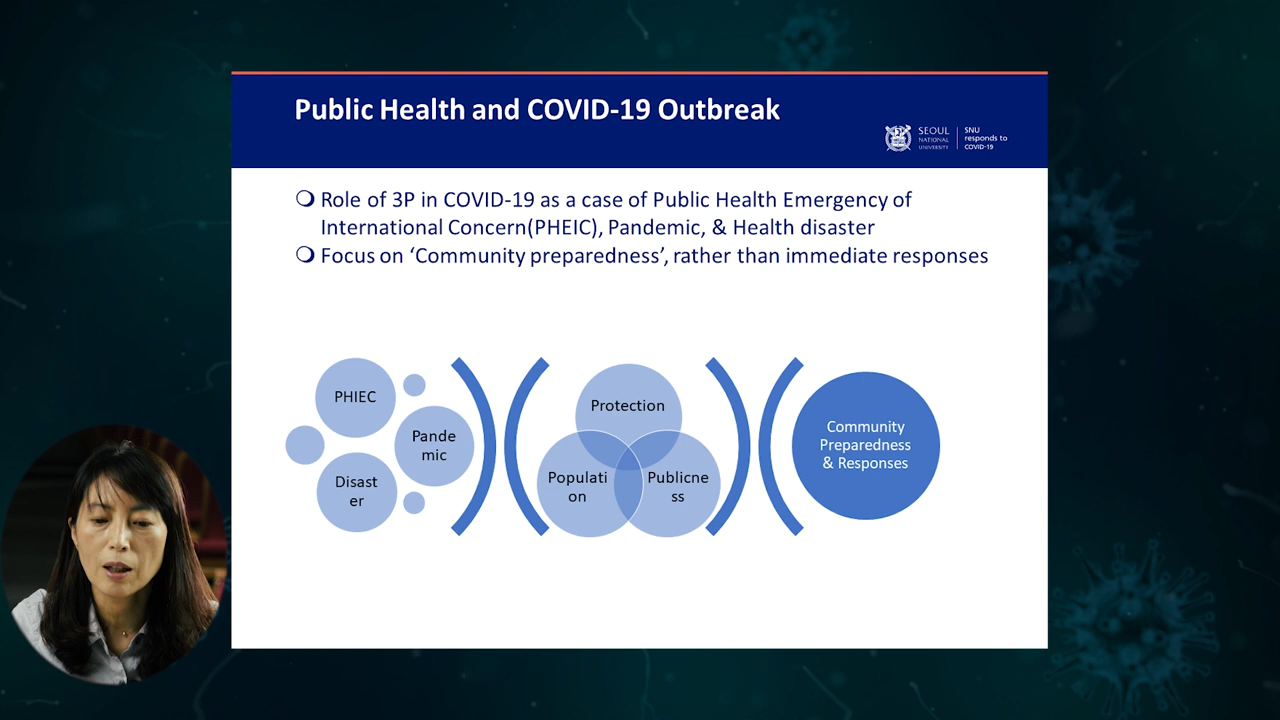 Public Health and COVID-19 Outbreak
SEOUL
NATIONAL
UNIVERSITY
SNU
responds to
COVID-19
❍ Role of 3P in COVID-19 as a case of Public Health Emergency of
International Concern(PHEIC), Pandemic, & Health disaster
❍ Focus on ‘Community preparedness’, rather than immediate responses
PHIEC
Pande
mic
Disast
er
Protection
Populati
on
Publicne
ss
Community
Preparedness
& Responses